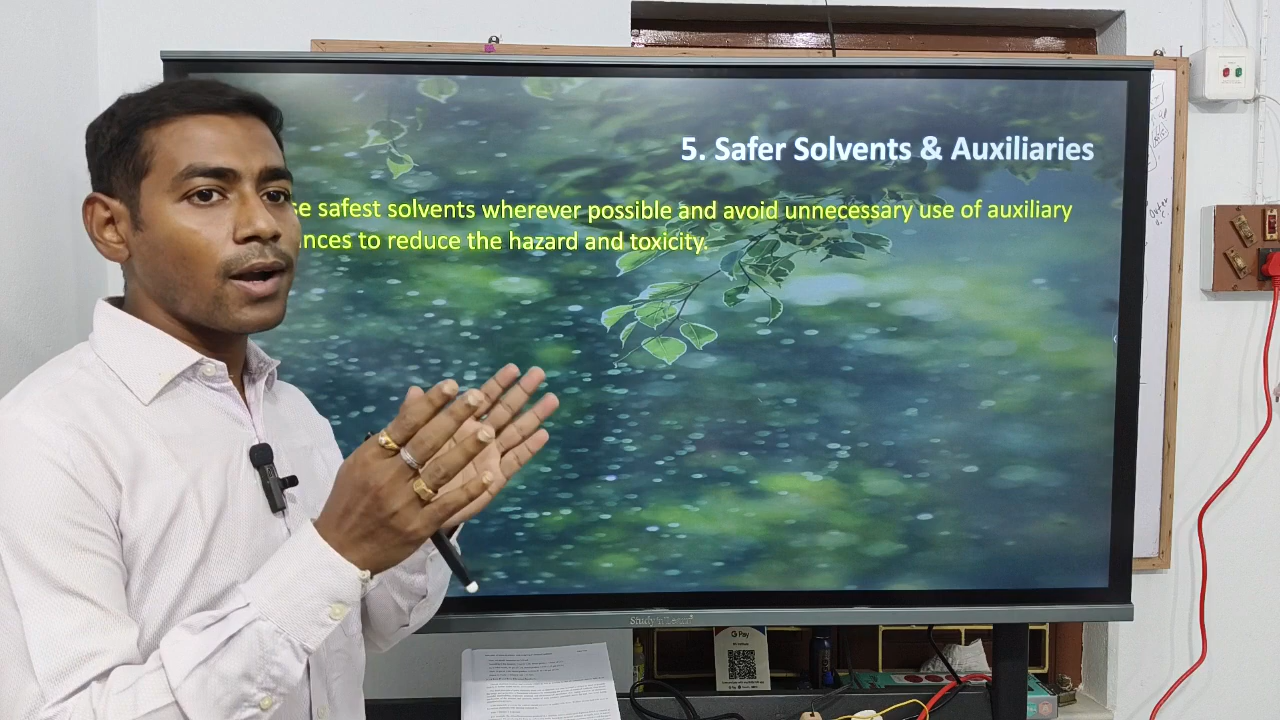 5. Safer Solvents & Auxiliaries
se safest solvents wherever possible and avoid unnecessary use of auxiliary
nces to reduce the hazard and toxicity.
G Pay